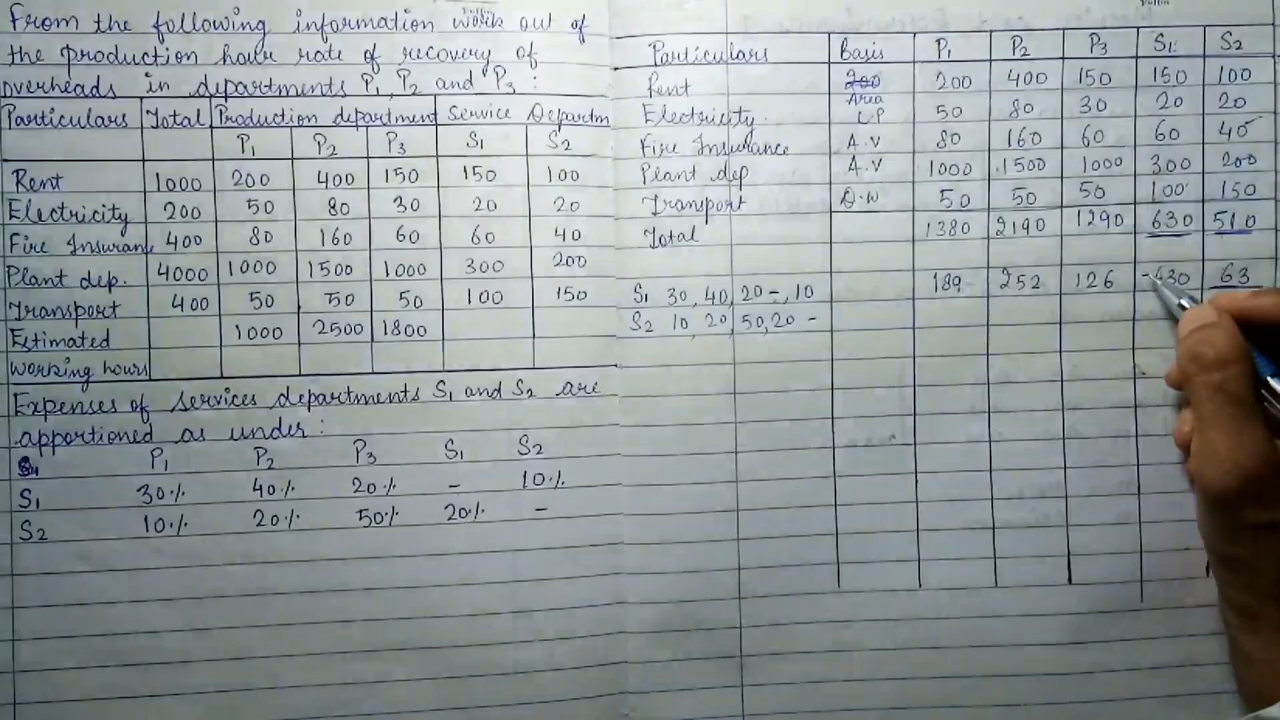 From the following information work out of
the production hour rate of recovery of
overheads in departments P1, P2 and P3 :
Particulars Total Production department Service Departm
P1 P2 P3 S1 S2
Rent 1000 200 400 150 150 100
Electricity 200 50 80 30 20 20
Fire Insuranc 400 80 160 60 60 40
Plant dep. 4000 1000 1500 1000 300 200
Transport 400 50 50 50 100 150
Estimated 1000 2500 1800
working hours
Expenses of services departments S1 and S2 are
apportioned as under :
S1 P1 P2 P3 S1 S2
S1 30% 40% 20% - 10%
S2 10% 20% 50% 20% -
Particulars Basis P1 P2 P3 S1 S2
Rent 200 Area 200 400 150 150 100
Electricity L P 50 80 30 20 20
Fire Insurance A.V 80 160 60 60 40
Plant dep A.V 1000 1500 1000 300 200
Transport D.W 50 50 50 100 150
Total 1380 2190 1290 630 510
S1 30, 40, 20 -, 10 189 252 126 -630 63
S2 10, 20, 50, 20 -